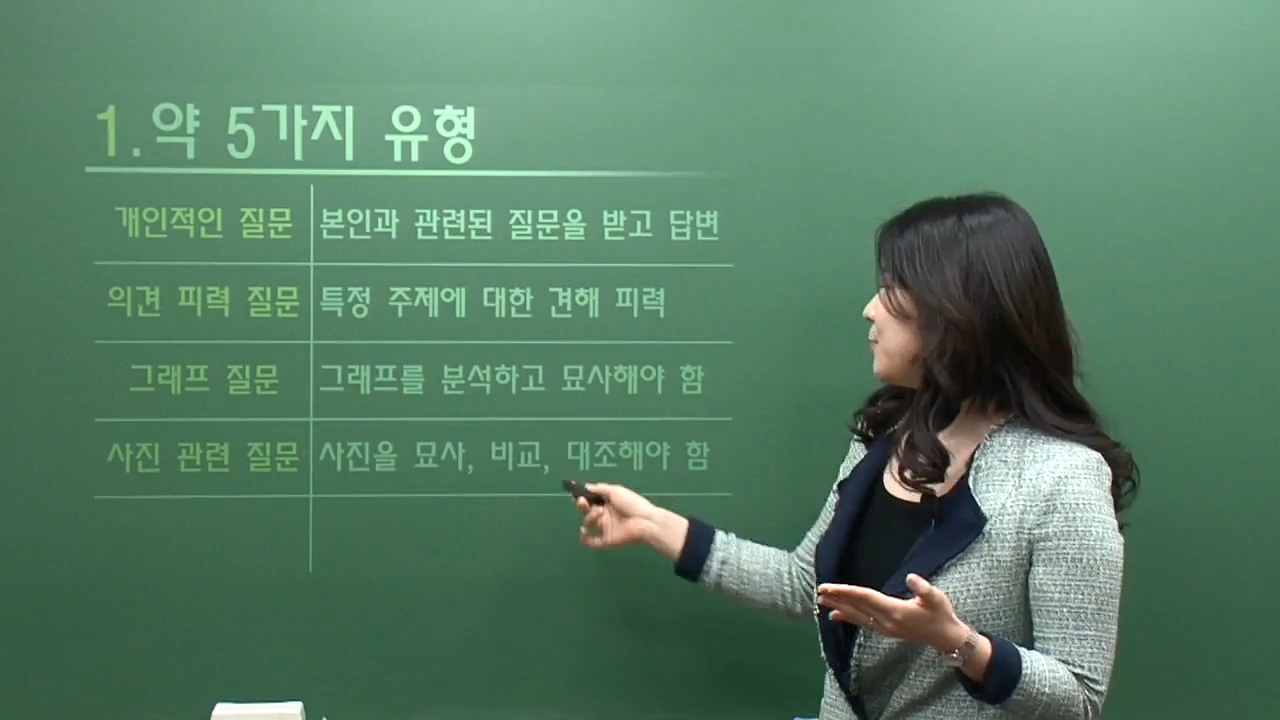 1.약 5가지 유형
개인적인 질문 본인과 관련된 질문을 받고 답변
의견 피력 질문 특정 주제에 대한 견해 피력
그래프 질문 그래프를 분석하고 묘사해야 함
사진 관련 질문 사진을 묘사, 비교, 대조해야 함